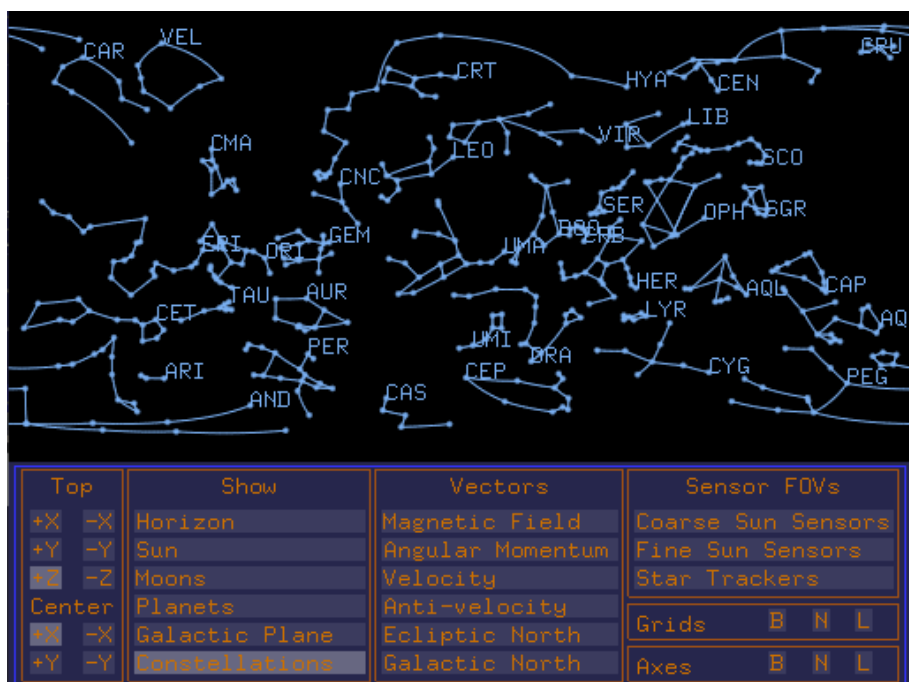 CAR VEL GRU
CRT HYA CEN
CMA LEO VIR LIB
CNC SCO
SER OPH SGR
ERI ORI GEM UMA BOO CRB
TAU AUR HER AQL CAP
CET LYR AQ
PER UMI DRA
ARI CEP CYG PEG
AND CAS
Top Show Vectors Sensor FOVs
+X -X Horizon Magnetic Field Coarse Sun Sensors
+Y -Y Sun Angular Momentum Fine Sun Sensors
+Z -Z Moons Velocity Star Trackers
Center Planets Anti-velocity
+X -X Galactic Plane Ecliptic North Grids B N L
+Y -Y Constellations Galactic North Axes B N L